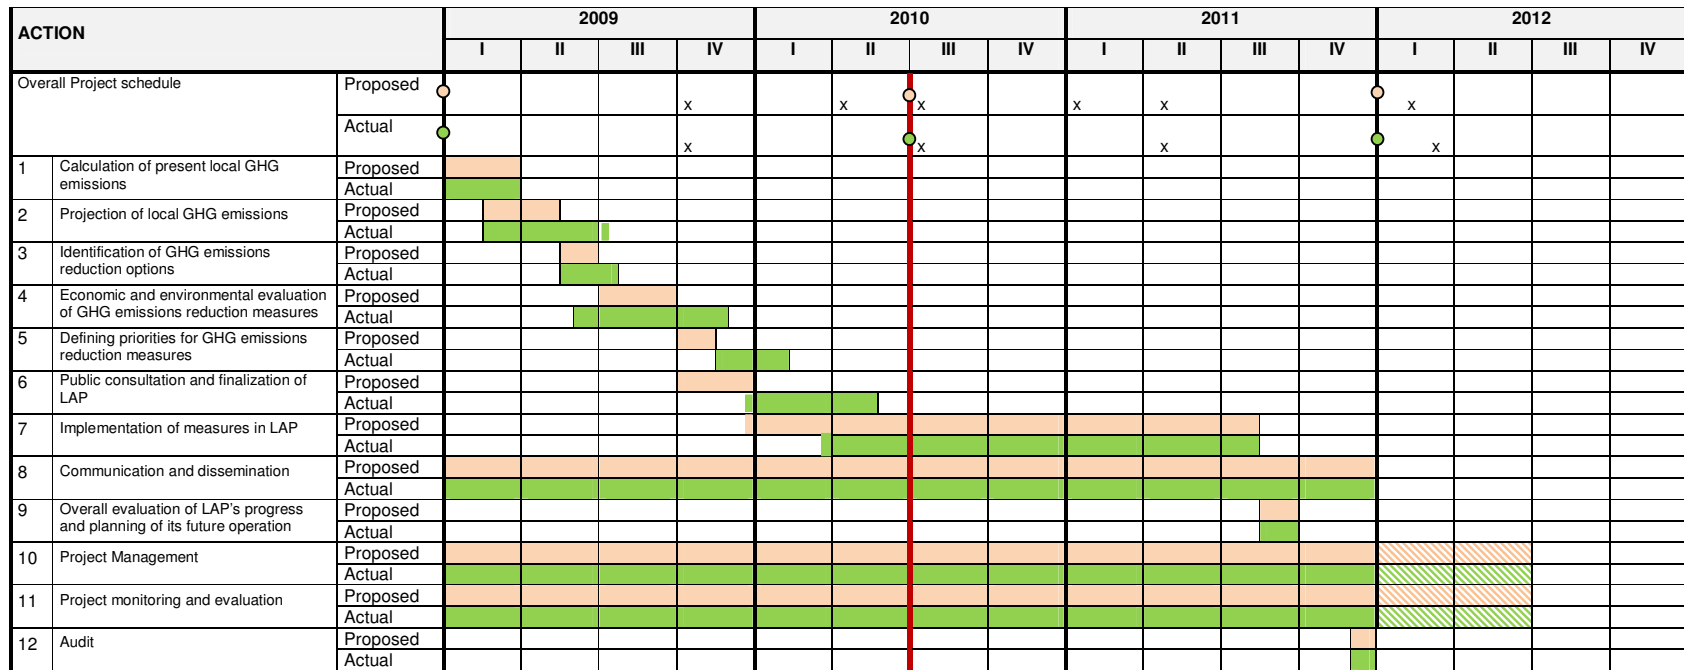 ACTION
2009 2010 2011 2012
I II III IV I II III IV I II III IV I II III IV
Overall Project schedule
Proposed
x x x x x x
Actual
x x x x
1 Calculation of present local GHG
emissions
Proposed
Actual
2 Projection of local GHG emissions
Proposed
Actual
3 Identification of GHG emissions
reduction options
Proposed
Actual
4 Economic and environmental evaluation
of GHG emissions reduction measures
Proposed
Actual
5 Defining priorities for GHG emissions
reduction measures
Proposed
Actual
6 Public consultation and finalization of
LAP
Proposed
Actual
7 Implementation of measures in LAP
Proposed
Actual
8 Communication and dissemination
Proposed
Actual
9 Overall evaluation of LAP's progress
and planning of its future operation
Proposed
Actual
10 Project Management
Proposed
Actual
11 Project monitoring and evaluation
Proposed
Actual
12 Audit
Proposed
Actual